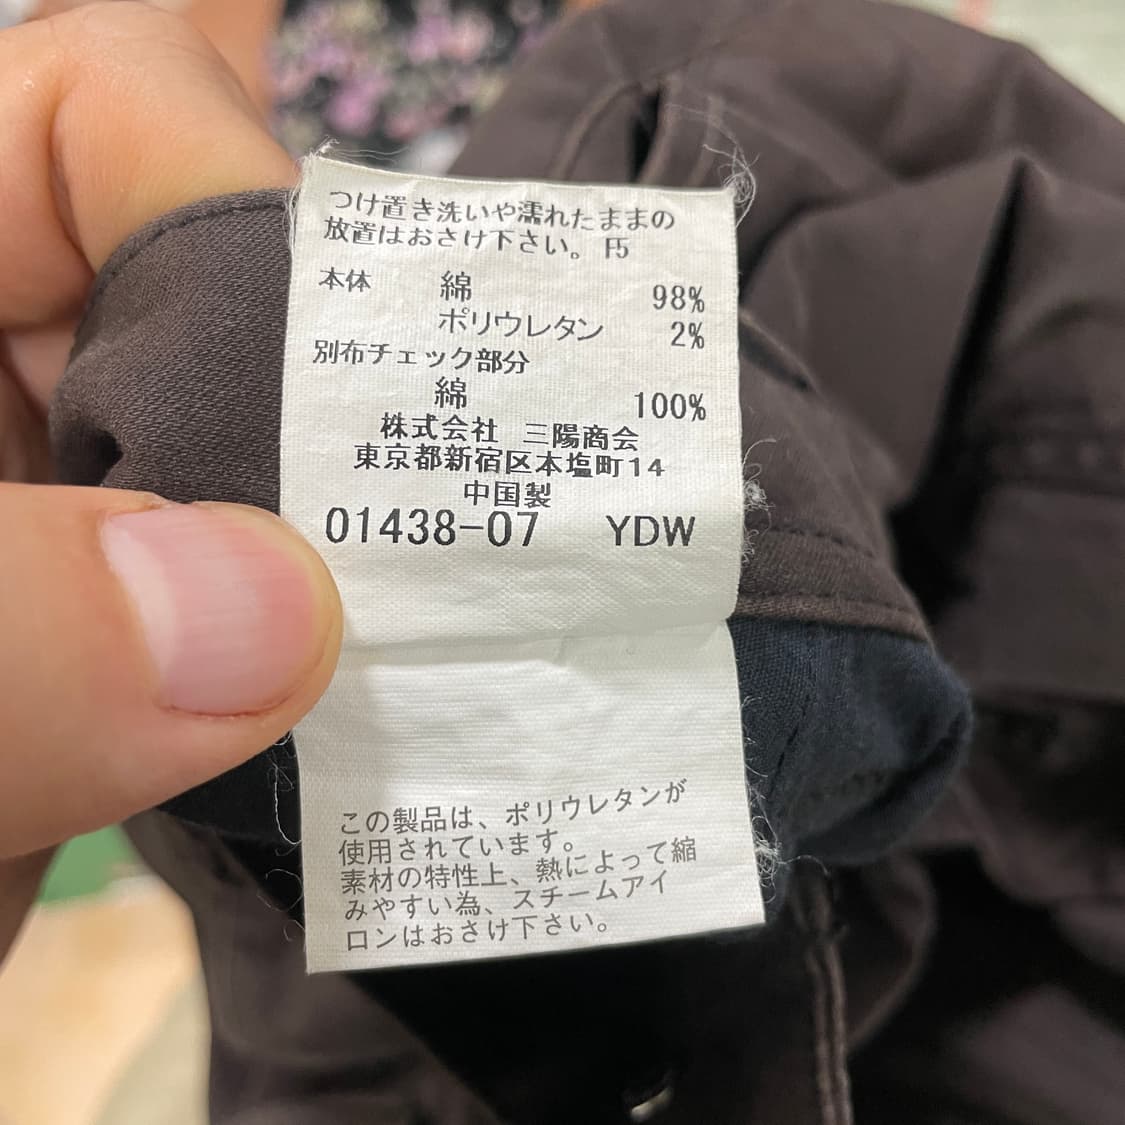 つけ置き洗いや濡れたままの
放置はおさけ下さい。 F5
本体 綿 98%
ポリウレタン 2%
別布チェック部分
綿 100%
株式会社 三陽商会
東京都新宿区本塩町14
中国製
01438-07 YDW
この製品は、ポリウレタンが
使用されています。
素材の特性上、熱によって縮
みやすい為、スチームアイ
ロンはおさけ下さい。